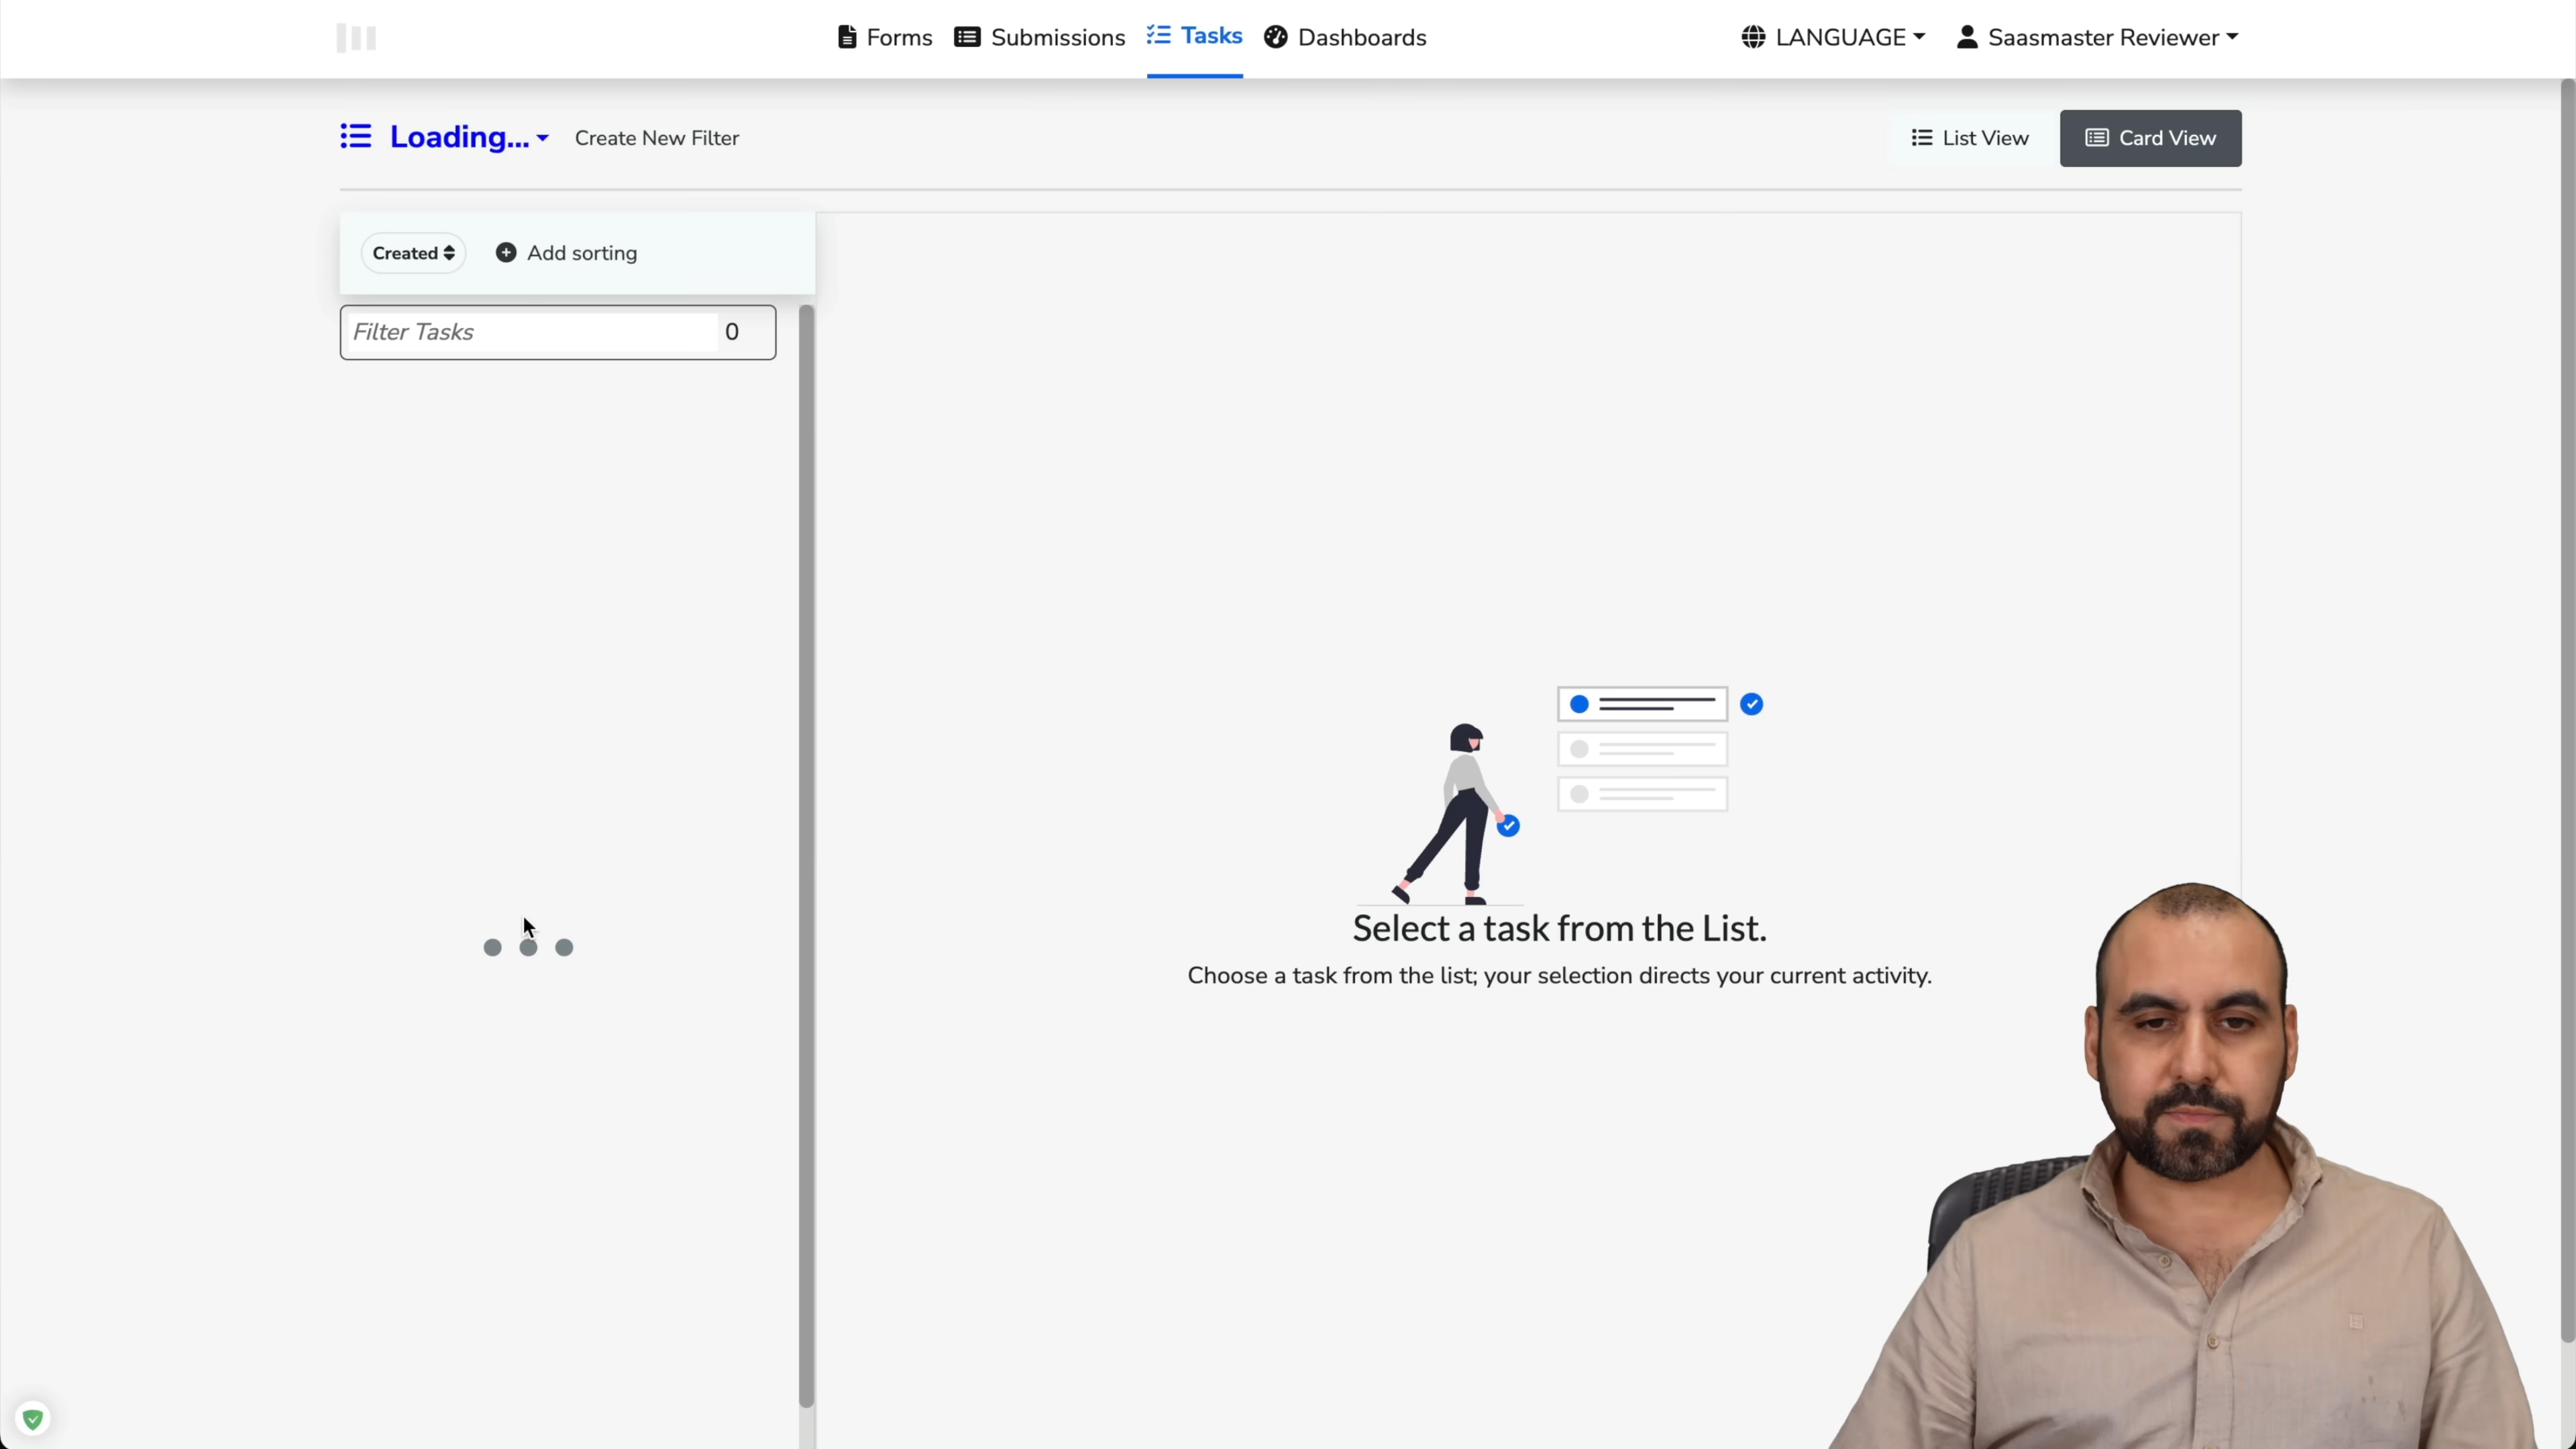 Forms Submissions Tasks Dashboards LANGUAGE Saasmaster Reviewer
Loading... Create New Filter List View Card View
Created Add sorting
Filter Tasks 0
Select a task from the List.
Choose a task from the list; your selection directs your current activity.